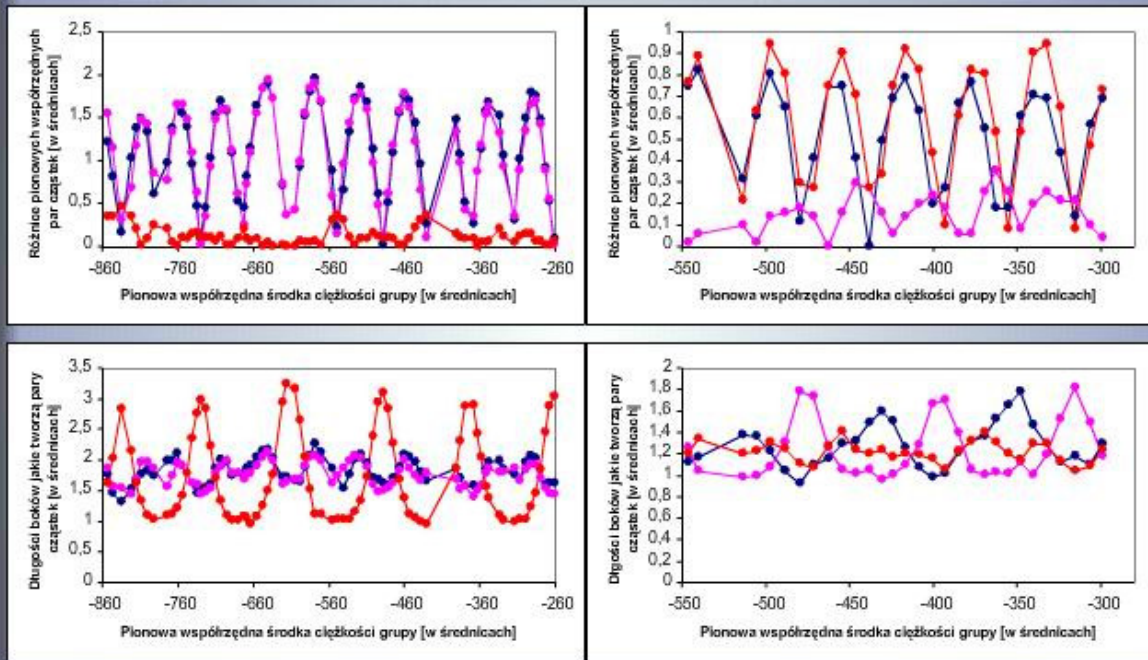 Różnice pionowych współrzędnych
par cząstek [w średnicach]
2,5
2
1,5
1
0,5
0
-860 -760 -660 -560 -460 -360 -260
Pionowa współrzędna środka ciężkości grupy [w średnicach]
Różnice pionowych współrzędnych
par cząstek [w średnicach]
1
0,9
0,8
0,7
0,6
0,5
0,4
0,3
0,2
0,1
0
-550 -500 -450 -400 -350 -300
Pionowa współrzędna środka ciężkości grupy [w średnicach]
Długości boków jakie tworzą pary
cząstek [w średnicach]
3,5
3
2,5
2
1,5
1
0,5
0
-860 -760 -660 -560 -460 -360 -260
Pionowa współrzędna środka ciężkości grupy [w średnicach]
Dłgości boków jakie tworzą pary
cząstek [w średnicach]
2
1,8
1,6
1,4
1,2
1
0,8
0,6
0,4
0,2
0
-550 -500 -450 -400 -350 -300
Pionowa współrzędna środka ciężkości grupy [w średnicach]